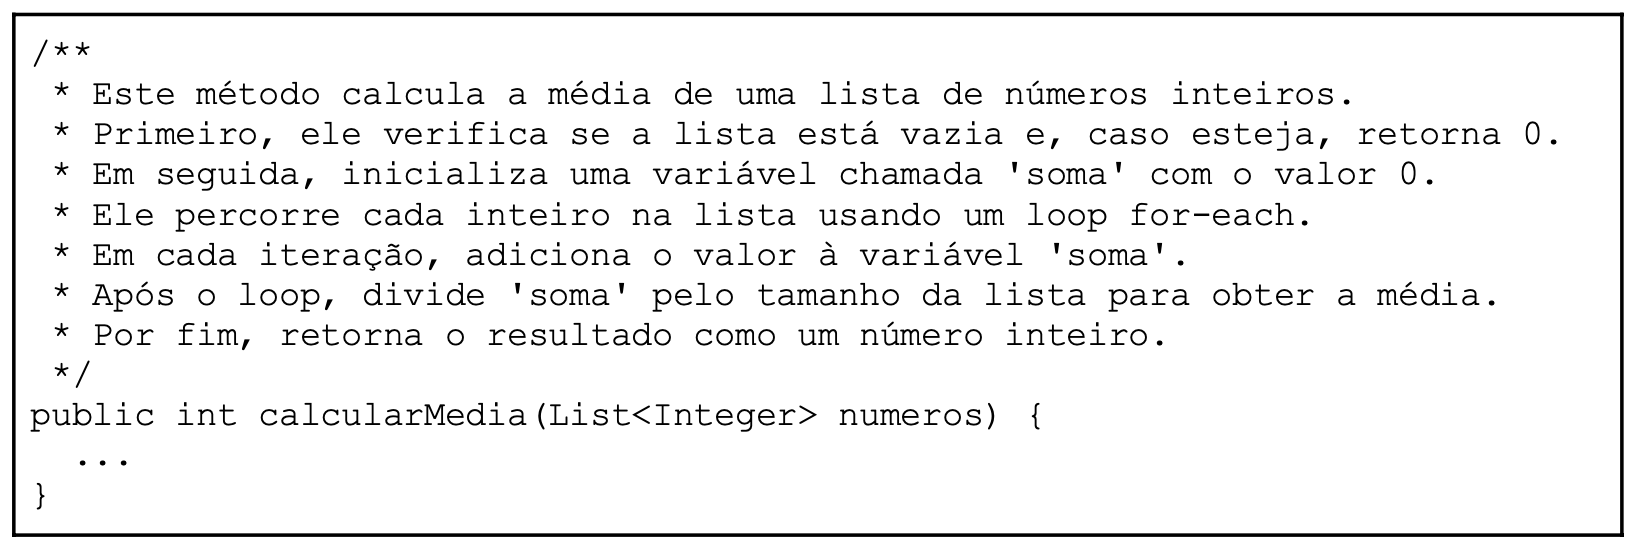 /**
 * Este método calcula a média de uma lista de números inteiros.
 * Primeiro, ele verifica se a lista está vazia e, caso esteja, retorna 0.
 * Em seguida, inicializa uma variável chamada 'soma' com o valor 0.
 * Ele percorre cada inteiro na lista usando um loop for-each.
 * Em cada iteração, adiciona o valor à variável 'soma'.
 * Após o loop, divide 'soma' pelo tamanho da lista para obter a média.
 * Por fim, retorna o resultado como um número inteiro.
 */
public int calcularMedia(List<Integer> numeros) {
  ...
}